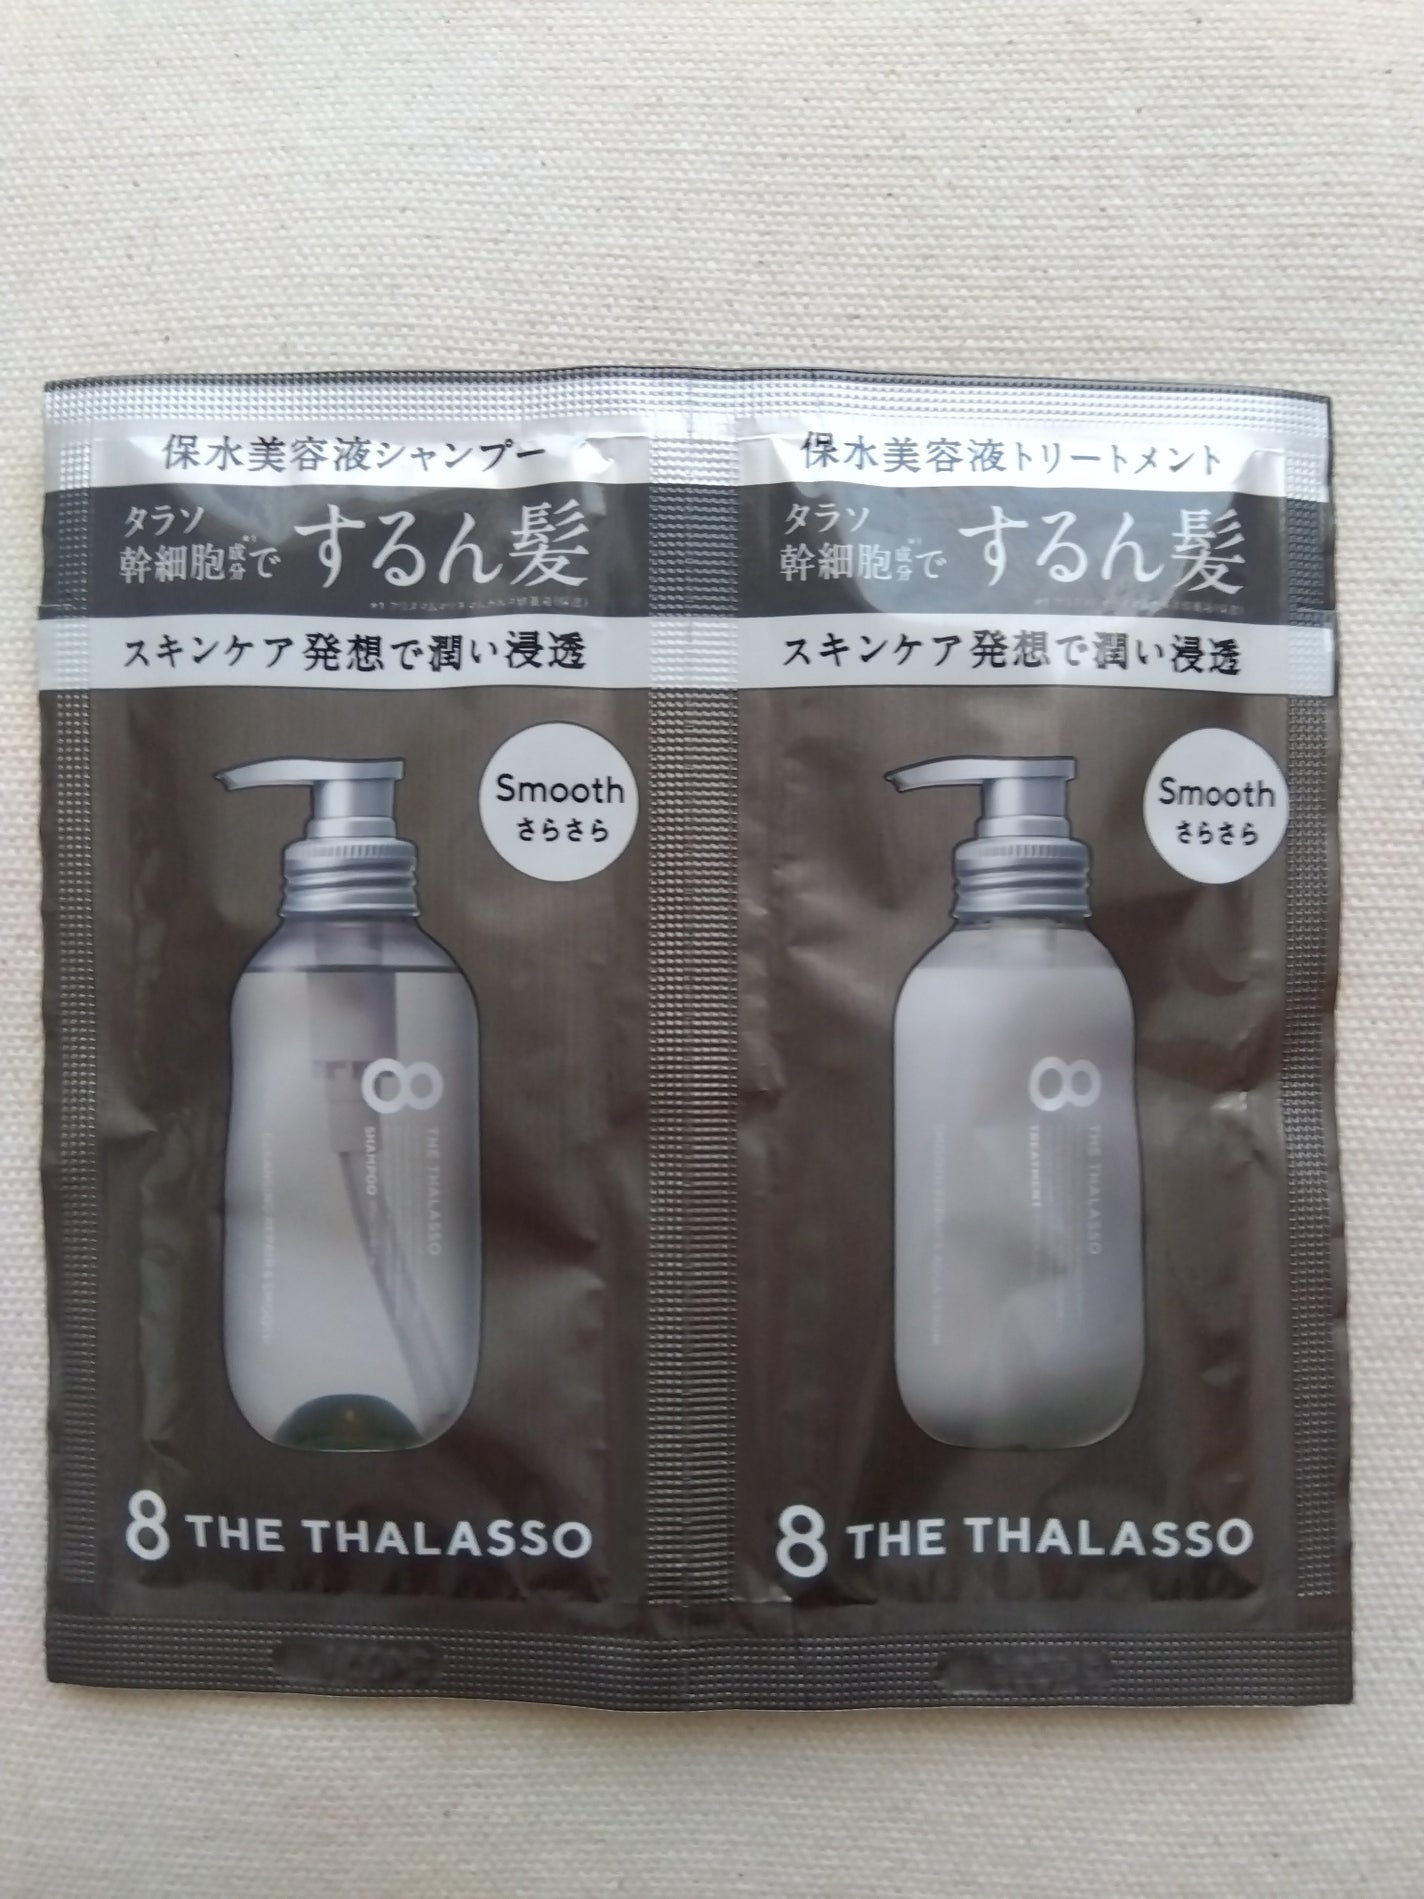 保水美容液シャンプー
タラソ
幹細胞成分でするん髪
スキンケア発想で潤い浸透
Smooth
さらさら
8
THE THALASSO
SHAMPOO
8 THE THALASSO
保水美容液トリートメント
タラソ
幹細胞成分でするん髪
スキンケア発想で潤い浸透
Smooth
さらさら
8
THE THALASSO
TREATMENT
8 THE THALASSO